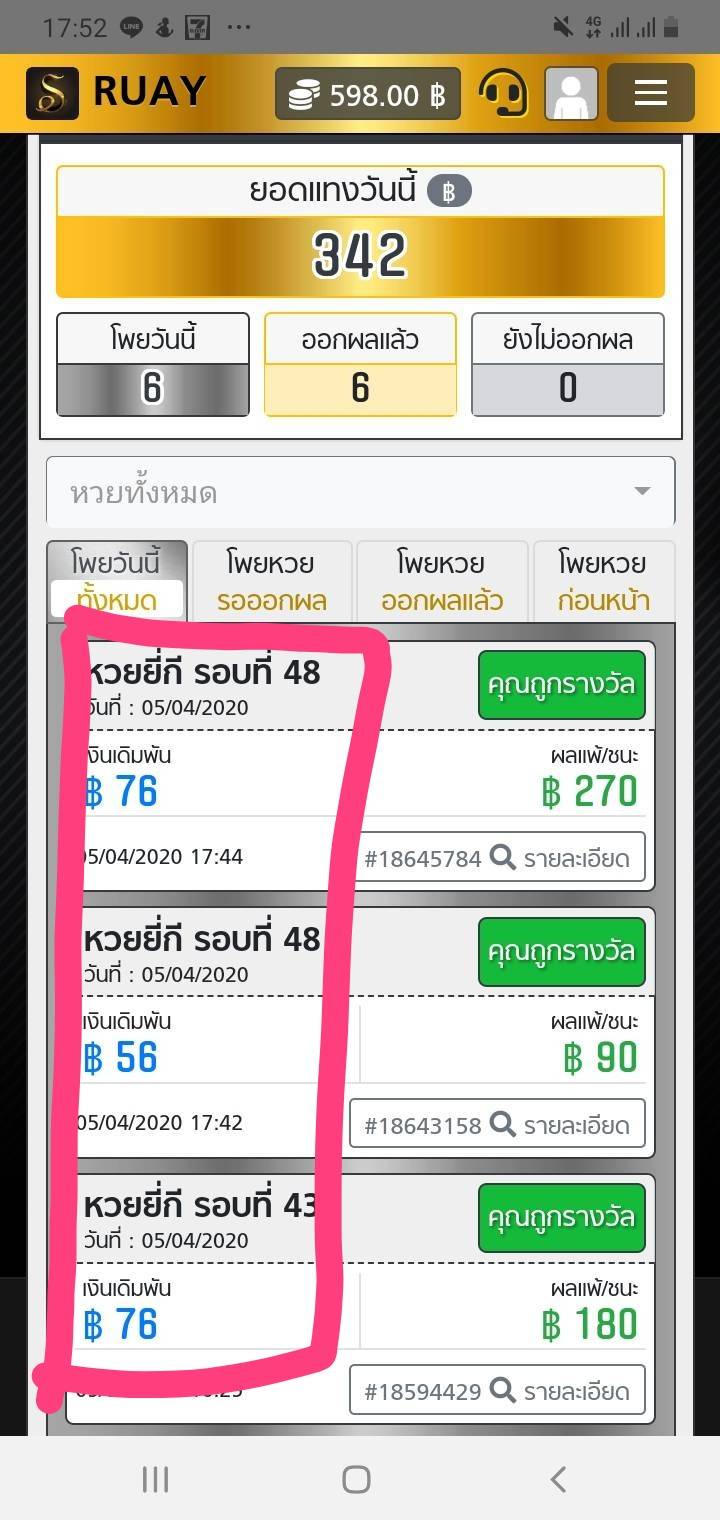 17:52
LINE
4G
RUAY
598.00 ฿
ยอดแทงวันนี้ ฿
342
โพยวันนี้
6
ออกผลแล้ว
6
ยังไม่ออกผล
0
หวยทั้งหมด
โพยวันนี้
ทั้งหมด
โพยหวย
รอออกผล
โพยหวย
ออกผลแล้ว
โพยหวย
ก่อนหน้า
หวยยี่กี รอบที่ 48
วันที่ : 05/04/2020
คุณถูกรางวัล
เงินเดิมพัน
฿ 76
ผลแพ้/ชนะ
฿ 270
05/04/2020 17:44
#18645784 รายละเอียด
หวยยี่กี รอบที่ 48
วันที่ : 05/04/2020
คุณถูกรางวัล
เงินเดิมพัน
฿ 56
ผลแพ้/ชนะ
฿ 90
05/04/2020 17:42
#18643158 รายละเอียด
หวยยี่กี รอบที่ 43
วันที่ : 05/04/2020
คุณถูกรางวัล
เงินเดิมพัน
฿ 76
ผลแพ้/ชนะ
฿ 180
#18594429 รายละเอียด